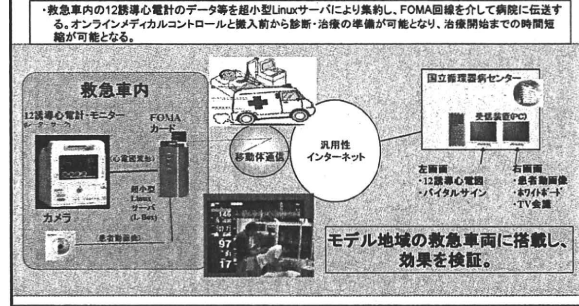 ・救急車内の12誘導心電計のデータ等を超小型Linuxサーバにより集約し、FOMA回線を介して病院に伝送す
る。オンラインメディカルコントロールと搬入前から診断・治療の準備が可能となり、治療開始までの時間短
縮が可能となる。
救急車内
12誘導心電計・モニター
FOMA
カード
(心電図電送)
超小型
Linux
サーバ
(L-Box)
カメラ
(患者動画像)
移動体通信
汎用性
インターネット
国立循環器病センター
受信装置(PC)
左画面
・12誘導心電図
・バイタルサイン
右画面
・患者動画像
・ホワイトボード
・TV会議
97
モデル地域の救急車両に搭載し、
効果を検証。